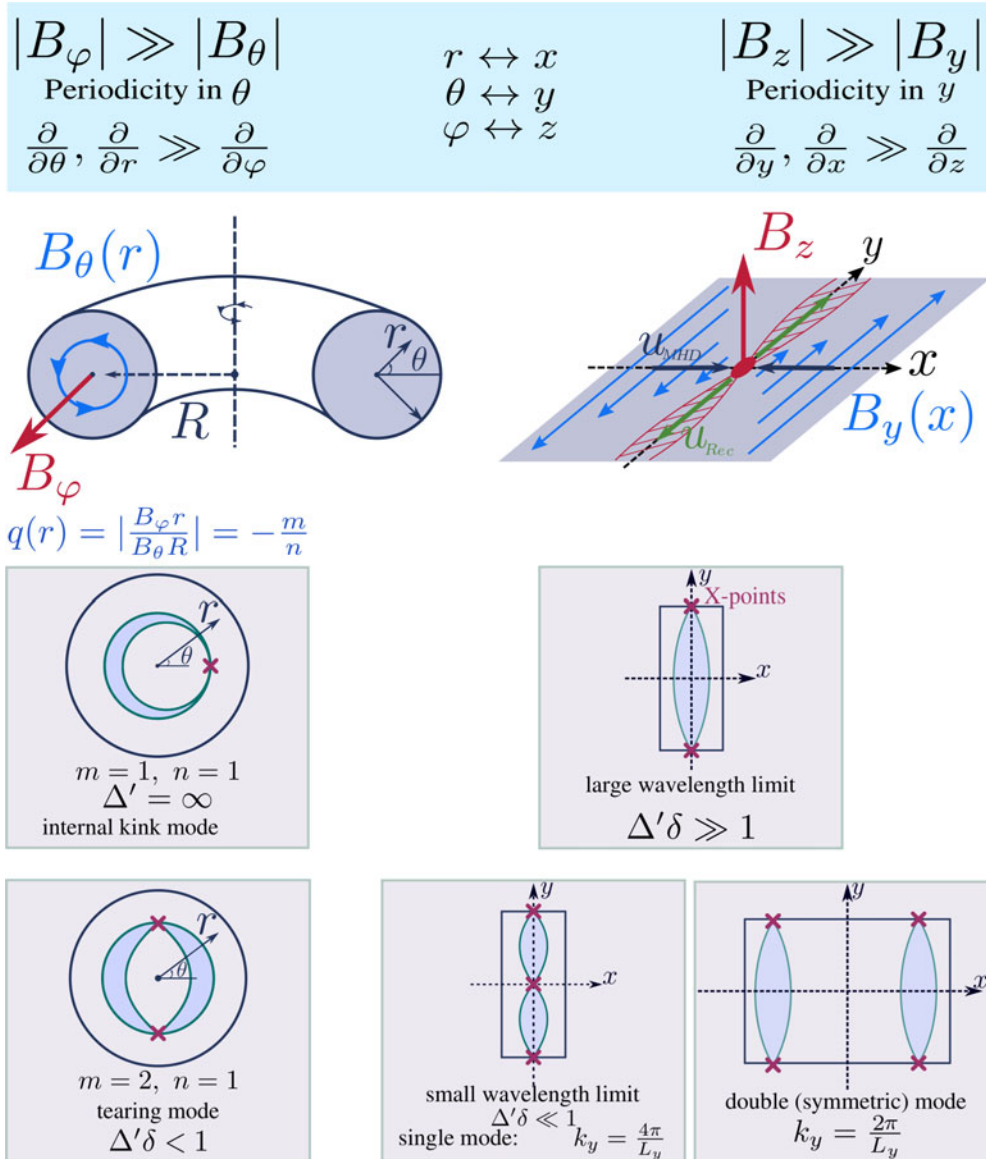 |B_φ| ≫ |B_θ|
Periodicity in θ
∂/∂θ, ∂/∂r ≫ ∂/∂φ
r ↔ x
θ ↔ y
φ ↔ z
|B_z| ≫ |B_y|
Periodicity in y
∂/∂y, ∂/∂x ≫ ∂/∂z
B_θ(r)
r
θ
R
B_φ
q(r) = |B_φ r / B_θ R| = −m/n
B_z
y
u_MHD
x
u_Rec
B_y(x)
r
θ
m = 1, n = 1
Δ′ = ∞
internal kink mode
y
X-points
x
large wavelength limit
Δ′δ ≫ 1
r
θ
m = 2, n = 1
tearing mode
Δ′δ < 1
y
x
small wavelength limit
Δ′δ ≪ 1
single mode: k_y = 4π/L_y
y
x
double (symmetric) mode
k_y = 2π/L_y